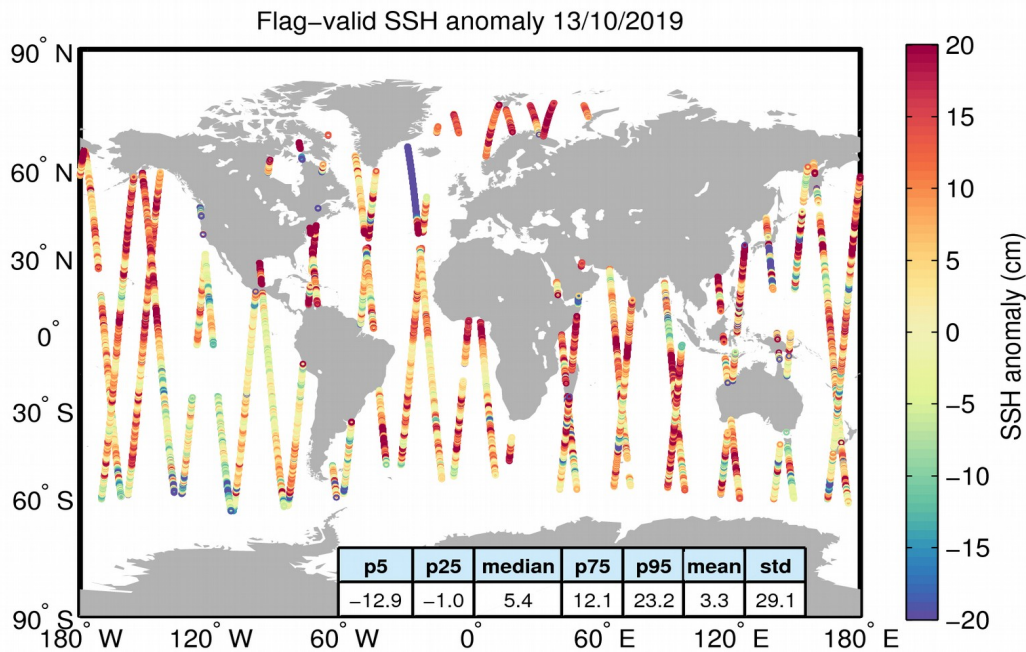 Flag−valid SSH anomaly 13/10/2019
90° N
60° N
30° N
0°
30° S
60° S
90° S
180° W
120° W
60° W
0°
60° E
120° E
180° E
p5 p25 median p75 p95 mean std
−12.9 −1.0 5.4 12.1 23.2 3.3 29.1
20
15
10
5
0
−5
−10
−15
−20
SSH anomaly (cm)